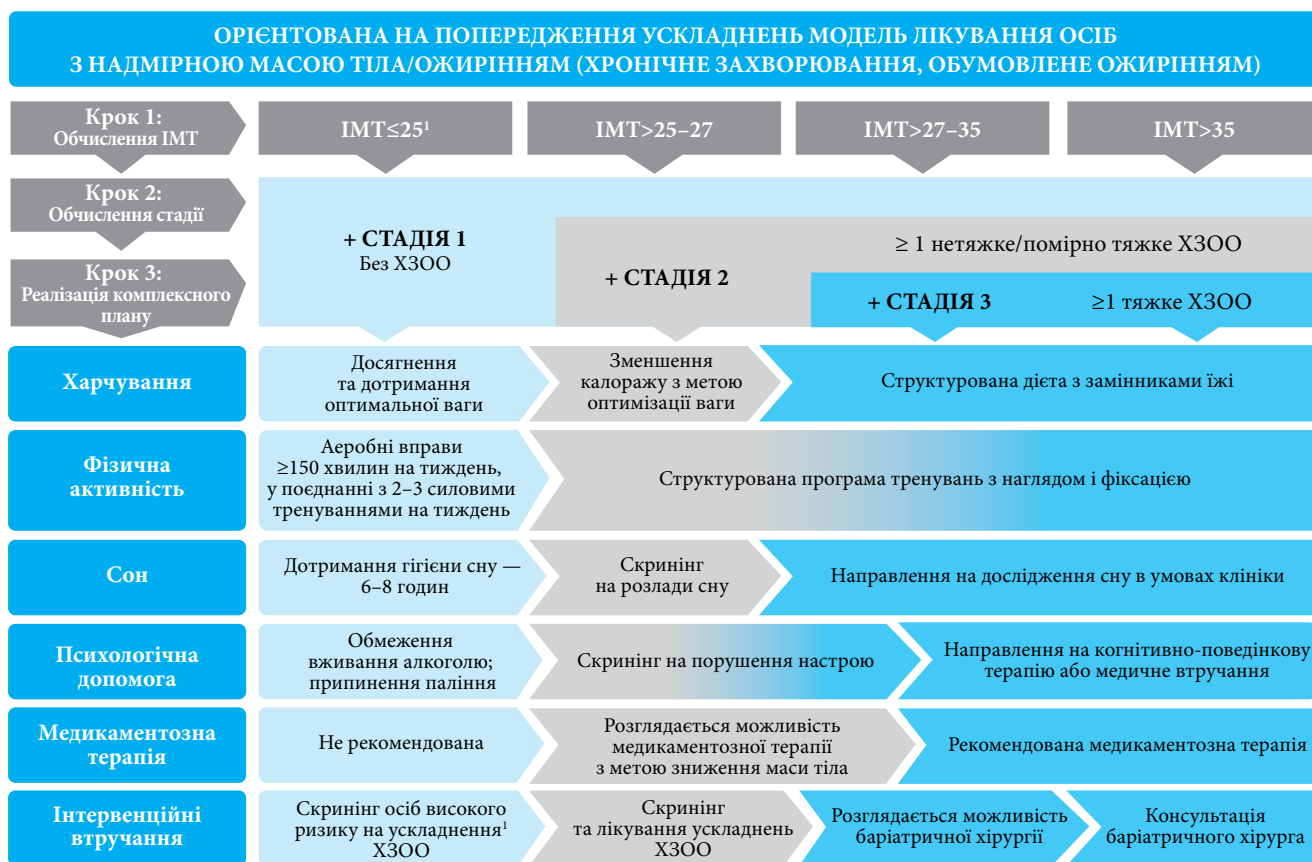 ОРІЄНТОВАНА НА ПОПЕРЕДЖЕННЯ УСКЛАДНЕНЬ МОДЕЛЬ ЛІКУВАННЯ ОСІБ
З НАДМІРНОЮ МАСОЮ ТІЛА/ОЖИРІННЯМ (ХРОНІЧНЕ ЗАХВОРЮВАННЯ, ОБУМОВЛЕНЕ ОЖИРІННЯМ)
Крок 1:
Обчислення ІМТ
ІМТ≤25¹
ІМТ>25–27
ІМТ>27–35
ІМТ>35
Крок 2:
Обчислення стадії
Крок 3:
Реалізація комплексного
плану
+ СТАДІЯ 1
Без ХЗОО
+ СТАДІЯ 2
≥ 1 нетяжке/помірно тяжке ХЗОО
+ СТАДІЯ 3
≥1 тяжке ХЗОО
Харчування
Досягнення
та дотримання
оптимальної ваги
Зменшення
калоражу з метою
оптимізації ваги
Структурована дієта з замінниками їжі
Фізична
активність
Аеробні вправи
≥150 хвилин на тиждень,
у поєднанні з 2–3 силовими
тренуваннями на тиждень
Структурована програма тренувань з наглядом і фіксацією
Сон
Дотримання гігієни сну —
6–8 годин
Скринінг
на розлади сну
Направлення на дослідження сну в умовах клініки
Психологічна
допомога
Обмеження
вживання алкоголю;
припинення паління
Скринінг на порушення настрою
Направлення на когнітивно-поведінкову
терапію або медичне втручання
Медикаментозна
терапія
Не рекомендована
Розглядається можливість
медикаментозної терапії
з метою зниження маси тіла
Рекомендована медикаментозна терапія
Інтервенційні
втручання
Скринінг осіб високого
ризику на ускладнення¹
ХЗОО
Скринінг
та лікування ускладнень
ХЗОО
Розглядається можливість
баріатричної хірургії
Консультація
баріатричного хірурга